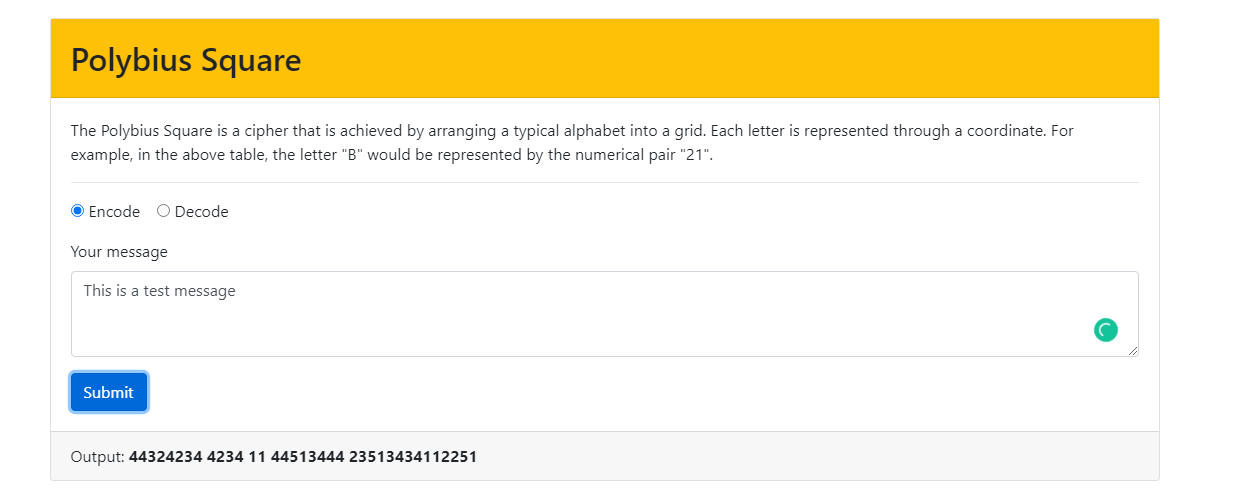 Polybius Square
The Polybius Square is a cipher that is achieved by arranging a typical alphabet into a grid. Each letter is represented through a coordinate. For
example, in the above table, the letter "B" would be represented by the numerical pair "21".
Encode Decode
Your message
This is a test message
Submit
Output: 44324234 4234 11 44513444 23513434112251